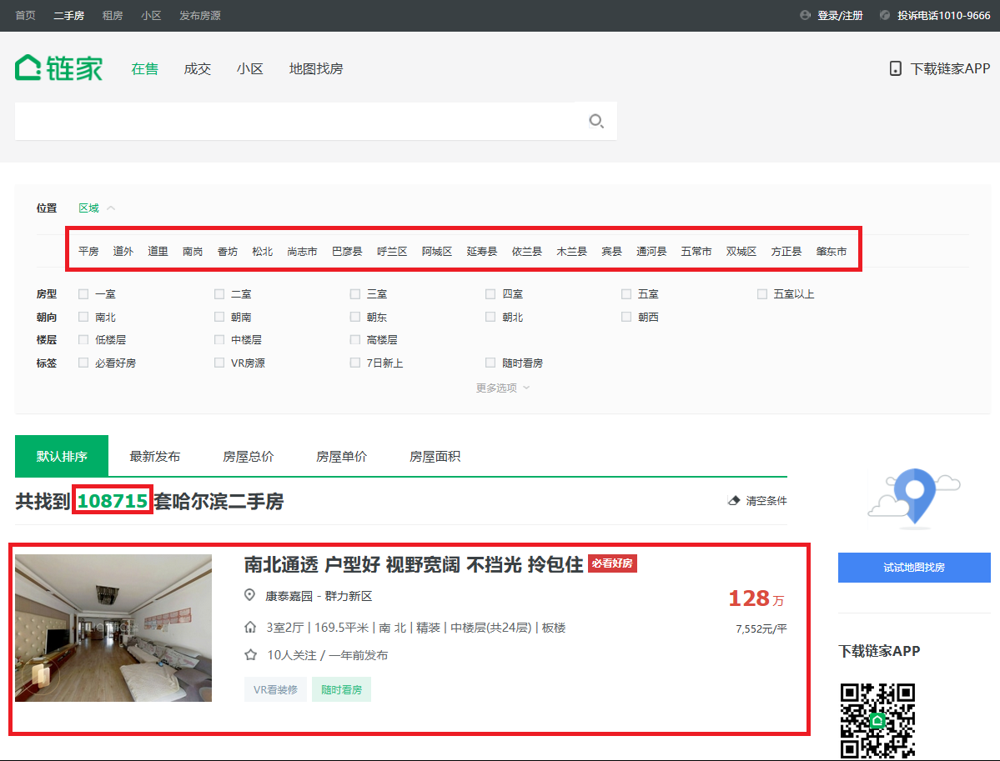 首页 二手房 租房 小区 发布房源 登录/注册 投诉电话1010-9666
链家 在售 成交 小区 地图找房 下载链家APP
位置 区域
平房 道外 道里 南岗 香坊 松北 尚志市 巴彦县 呼兰区 阿城区 延寿县 依兰县 木兰县 宾县 通河县 五常市 双城区 方正县 肇东市
房型 一室 二室 三室 四室 五室 五室以上
朝向 南北 朝南 朝东 朝北 朝西
楼层 低楼层 中楼层 高楼层
标签 必看好房 VR房源 7日新上 随时看房
更多选项
默认排序 最新发布 房屋总价 房屋单价 房屋面积
共找到 108715 套哈尔滨二手房 清空条件
南北通透 户型好 视野宽阔 不挡光 拎包住 必看好房
康泰嘉园 - 群力新区
128 万
3室2厅 | 169.5平米 | 南 北 | 精装 | 中楼层(共24层) | 板楼
7,552元/平
10人关注 / 一年前发布
VR看装修 随时看房
试试地图找房
下载链家APP